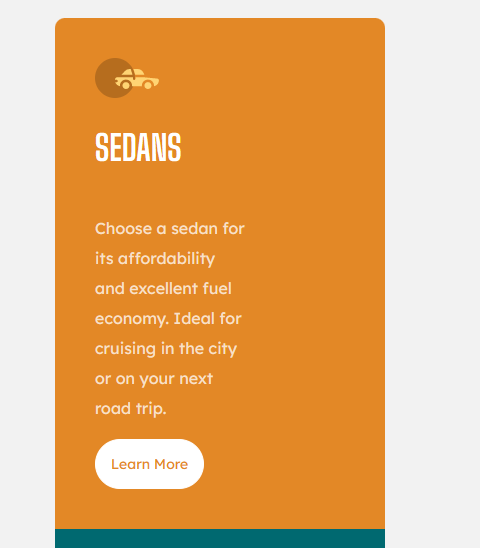 SEDANS
Choose a sedan for
its affordability
and excellent fuel
economy. Ideal for
cruising in the city
or on your next
road trip.
Learn More